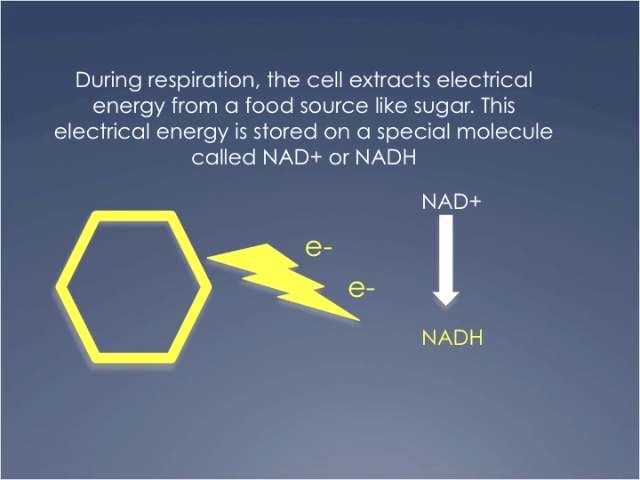 During respiration, the cell extracts electrical
energy from a food source like sugar. This
electrical energy is stored on a special molecule
called NAD+ or NADH
NAD+
e-
e-
NADH